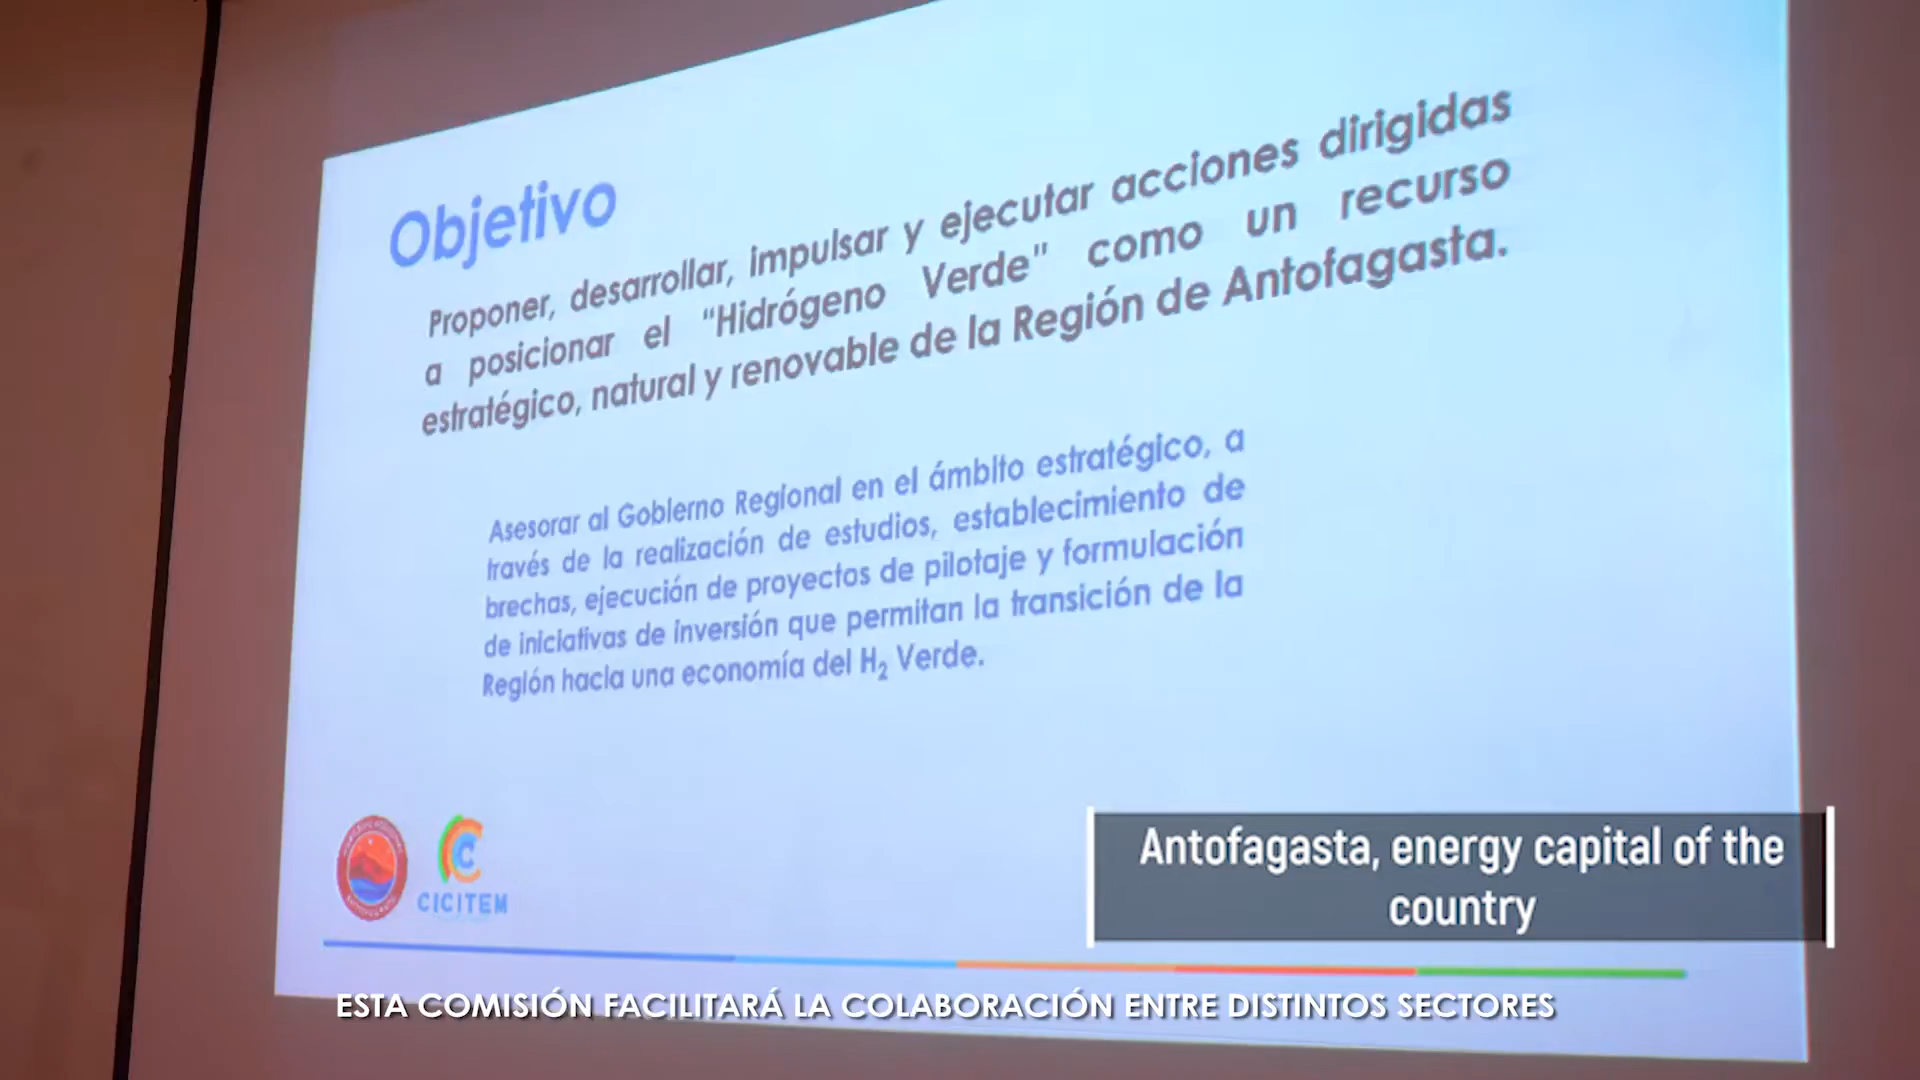 Objetivo
Proponer, desarrollar, impulsar y ejecutar acciones dirigidas
a posicionar el “Hidrógeno Verde" como un recurso
estratégico, natural y renovable de la Región de Antofagasta.
Asesorar al Gobierno Regional en el ámbito estratégico, a
través de la realización de estudios, establecimiento de
brechas, ejecución de proyectos de pilotaje y formulación
de iniciativas de inversión que permitan la transición de la
Región hacia una economía del H₂ Verde.
CICITEM
Antofagasta, energy capital of the
country
ESTA COMISIÓN FACILITARÁ LA COLABORACIÓN ENTRE DISTINTOS SECTORES